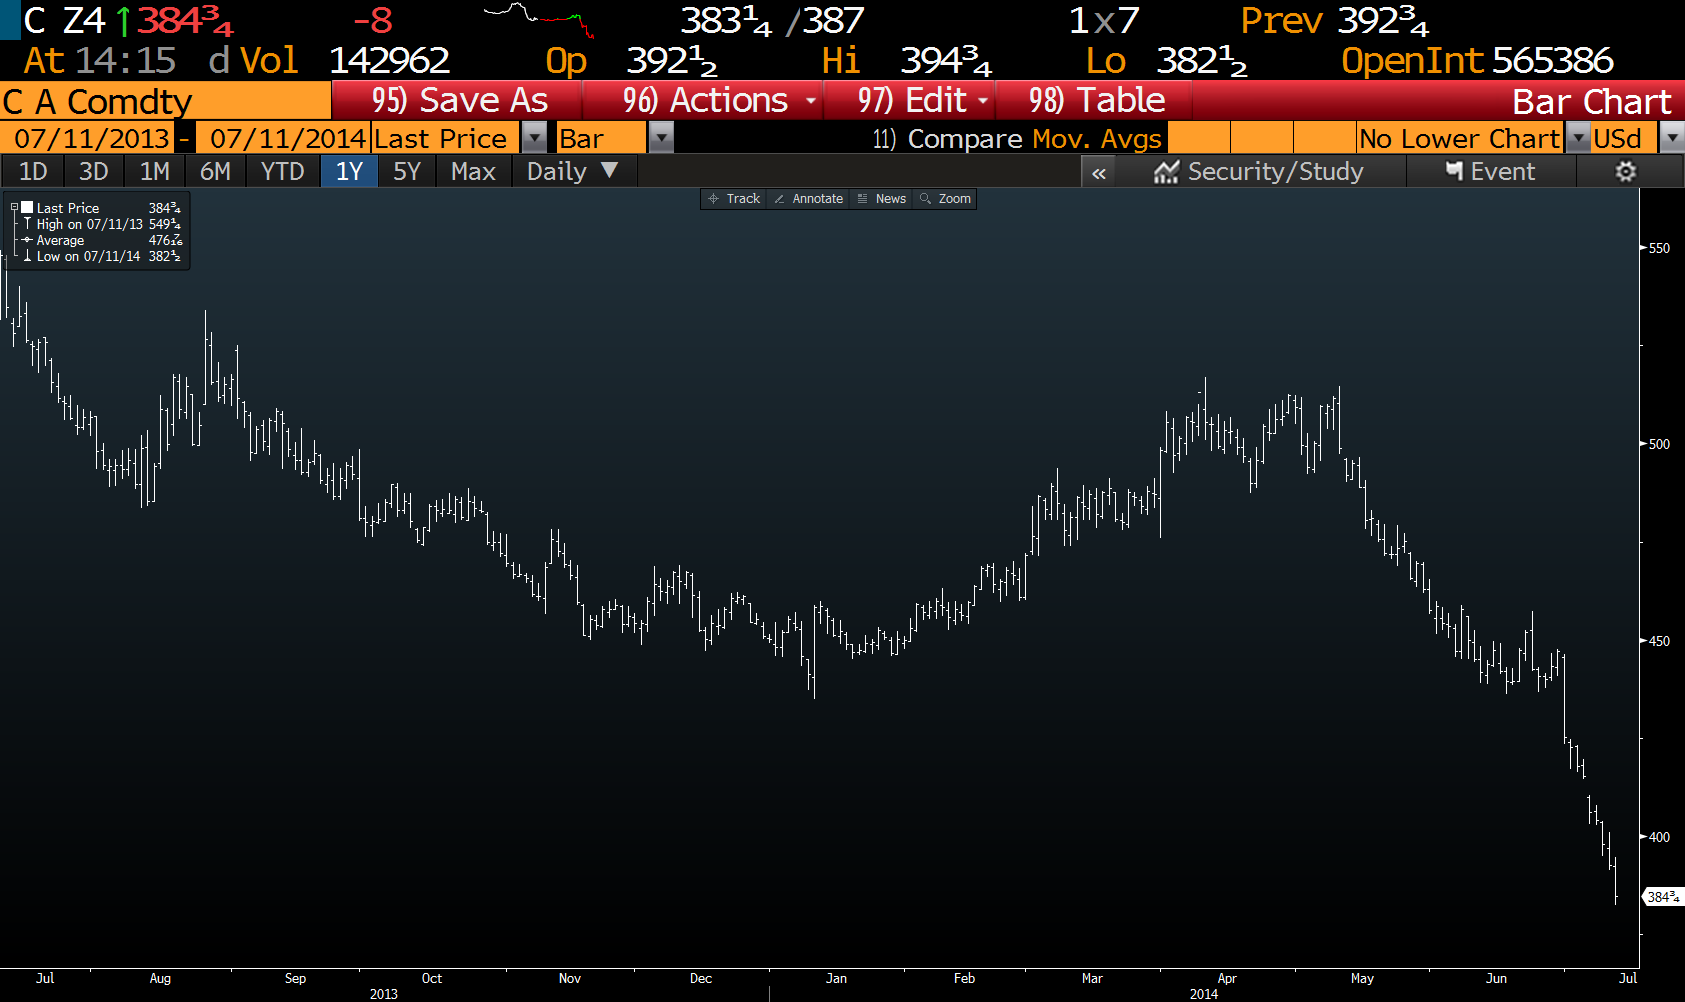 C Z4 ↑384¾ -8 383¼ /387 1x7 Prev 392¾
At 14:15 d Vol 142962 Op 392½ Hi 394¾ Lo 382½ OpenInt 565386
C A Comdty 95) Save As 96) Actions 97) Edit 98) Table Bar Chart
07/11/2013 - 07/11/2014 Last Price Bar 11) Compare Mov. Avgs No Lower Chart USd
1D 3D 1M 6M YTD 1Y 5Y Max Daily ▼ « Security/Study Event
Track Annotate News Zoom
Last Price 384¾
High on 07/11/13 549¼
Average 476 7/16
Low on 07/11/14 382½
550
500
450
400
384¾
Jul Aug Sep Oct Nov Dec Jan Feb Mar Apr May Jun Jul
2013 2014